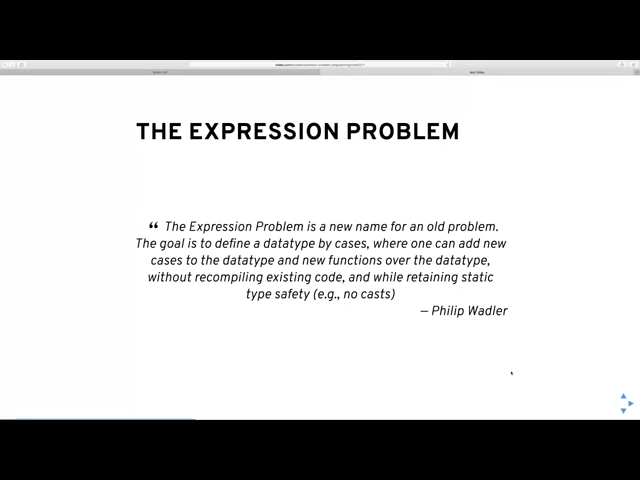 THE EXPRESSION PROBLEM
“ The Expression Problem is a new name for an old problem.
The goal is to define a datatype by cases, where one can add new
cases to the datatype and new functions over the datatype,
without recompiling existing code, and while retaining static
type safety (e.g., no casts)
— Philip Wadler